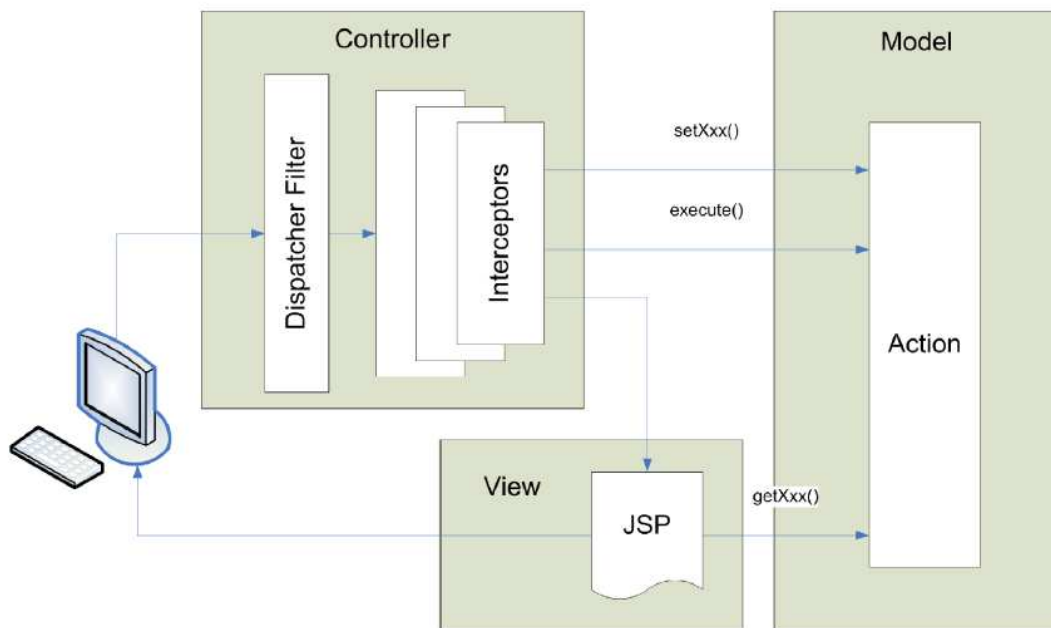 Controller
Model
Dispatcher Filter
Interceptors
setXxx()
execute()
Action
View
JSP
getXxx()